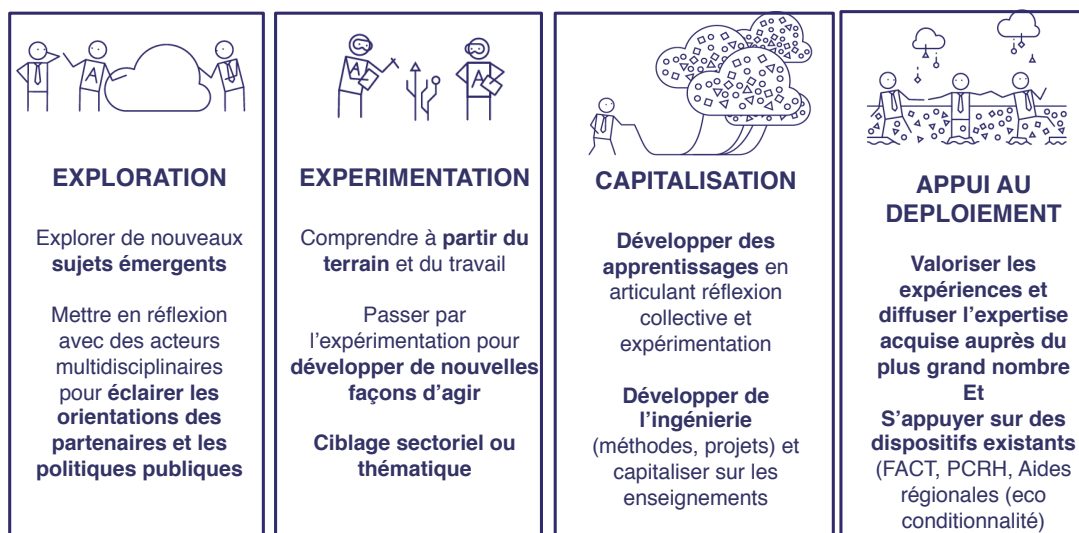 A
EXPLORATION
Explorer de nouveaux
sujets émergents
Mettre en réflexion
avec des acteurs
multidisciplinaires
pour éclairer les
orientations des
partenaires et les
politiques publiques
A
A
EXPERIMENTATION
Comprendre à partir du
terrain et du travail
Passer par
l’expérimentation pour
développer de nouvelles
façons d’agir
Ciblage sectoriel ou
thématique
CAPITALISATION
Développer des
apprentissages en
articulant réflexion
collective et
expérimentation
Développer de
l’ingénierie
(méthodes, projets) et
capitaliser sur les
enseignements
APPUI AU
DEPLOIEMENT
Valoriser les
expériences et
diffuser l’expertise
acquise auprès du
plus grand nombre
Et
S’appuyer sur des
dispositifs existants
(FACT, PCRH, Aides
régionales (eco
conditionnalité)